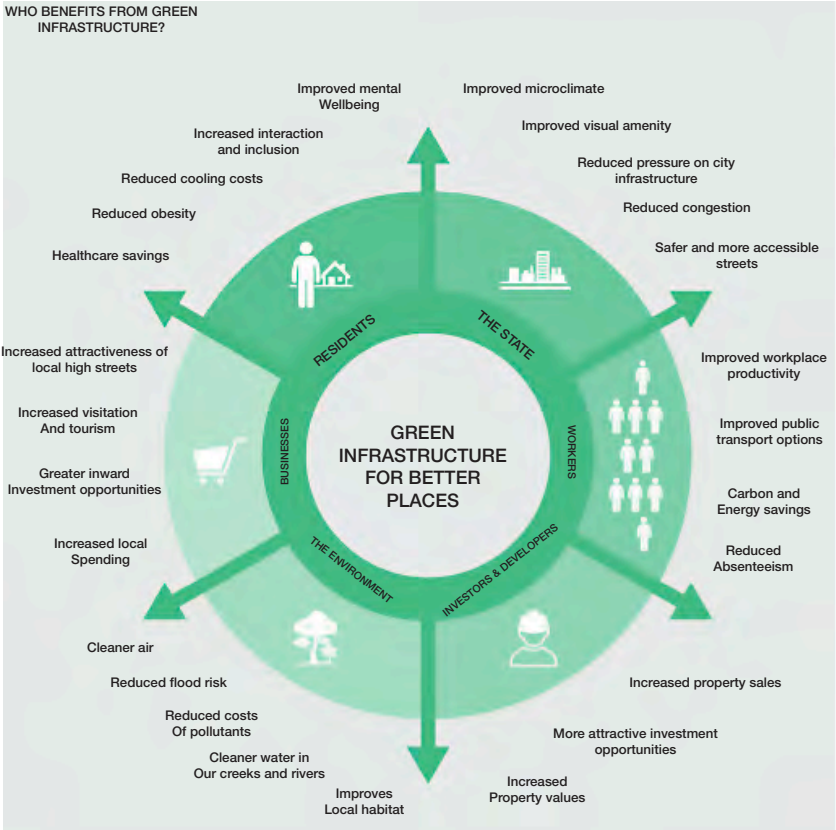 WHO BENEFITS FROM GREEN
INFRASTRUCTURE?
Improved mental
Wellbeing
Increased interaction
and inclusion
Reduced cooling costs
Reduced obesity
Healthcare savings
Improved microclimate
Improved visual amenity
Reduced pressure on city
infrastructure
Reduced congestion
Safer and more accessible
streets
RESIDENTS
THE STATE
Increased attractiveness of
local high streets
Increased visitation
And tourism
Greater inward
Investment opportunities
Increased local
Spending
BUSINESSES
GREEN
INFRASTRUCTURE
FOR BETTER
PLACES
WORKERS
Improved workplace
productivity
Improved public
transport options
Carbon and
Energy savings
Reduced
Absenteeism
THE ENVIRONMENT
INVESTORS & DEVELOPERS
Cleaner air
Reduced flood risk
Reduced costs
Of pollutants
Cleaner water in
Our creeks and rivers
Improves
Local habitat
Increased property sales
More attractive investment
opportunities
Increased
Property values